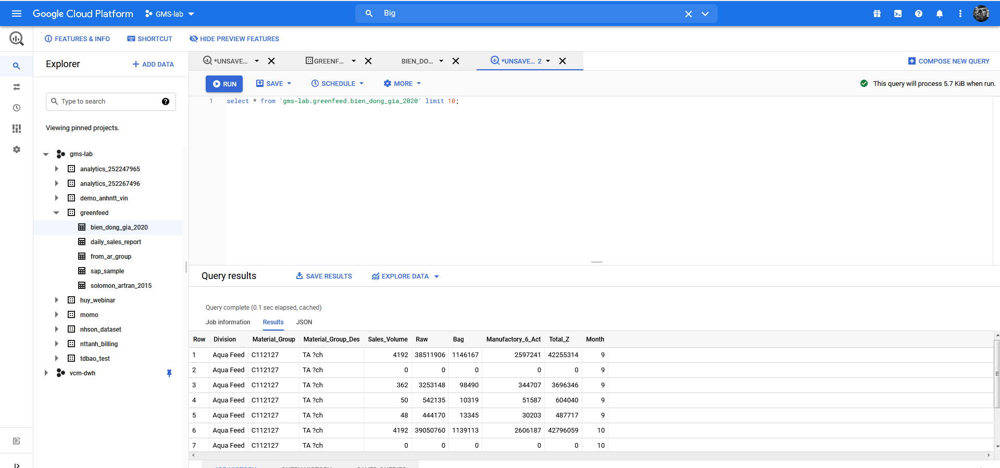 Google Cloud Platform GMS-lab Big
FEATURES & INFO SHORTCUT HIDE PREVIEW FEATURES
Explorer ADD DATA
Type to search
Viewing pinned projects.
gms-lab
analytics_252247965
analytics_252267496
demo_anhntt_vin
greenfeed
bien_dong_gia_2020
daily_sales_report
from_ar_group
sap_sample
solomon_artran_2015
huy_webinar
momo
nhson_dataset
nttanh_billing
tdbao_test
vcm-dwh
*UNSAVE... GREENF... BIEN_DO... *UNSAVE... 2 COMPOSE NEW QUERY
RUN SAVE SCHEDULE MORE This query will process 5.7 KiB when run.
1 select * from `gms-lab.greenfeed.bien_dong_gia_2020` limit 10;
Query results SAVE RESULTS EXPLORE DATA
Query complete (0.1 sec elapsed, cached)
Job information Results JSON
Row Division Material_Group Material_Group_Des Sales_Volume Raw Bag Manufactory_6_Act Total_Z Month
1 Aqua Feed C112127 TA ?ch 4192 38511906 1146167 2597241 42255314 9
2 Aqua Feed C112127 TA ?ch 0 0 0 0 0 9
3 Aqua Feed C112127 TA ?ch 362 3253148 98490 344707 3696346 9
4 Aqua Feed C112127 TA ?ch 50 542135 10319 51587 604040 9
5 Aqua Feed C112127 TA ?ch 48 444170 13345 30203 487717 9
6 Aqua Feed C112127 TA ?ch 4192 39050760 1139113 2606187 42796059 10
7 Aqua Feed C112127 TA ?ch 0 0 0 0 0 10